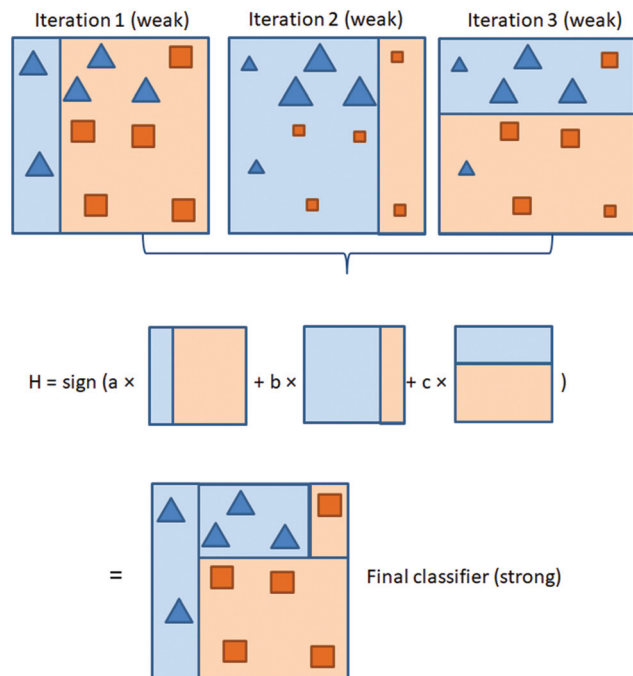 Iteration 1 (weak)
Iteration 2 (weak)
Iteration 3 (weak)
H = sign (a × + b × + c × )
= Final classifier (strong)